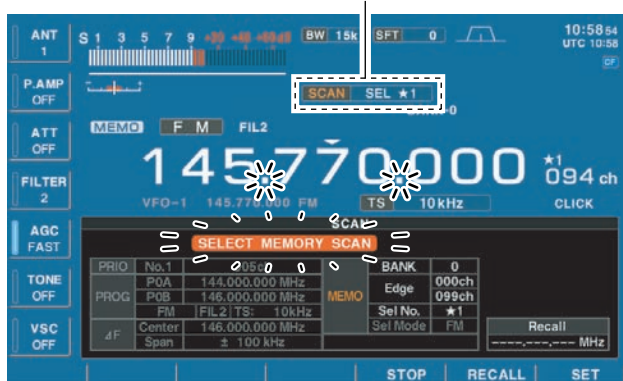 ANT
1
S 1 3 5 7 9 +20 +40 +60dB
BW 15k
SFT 0
10:58 54
UTC 10:58
CF
P.AMP
OFF
SCAN SEL ★1
ATT
OFF
MEMO
F M
FIL2
145.770.000
★1
094 ch
FILTER
2
VFO-1 145.770.000 FM
TS 10kHz
CLICK
AGC
FAST
SCAN
SELECT MEMORY SCAN
PRIO No.1 05ch
PROG
P0A 144.000.000 MHz
P0B 146.000.000 MHz
FM FIL2 TS: 10kHz
⊿F
Center 146.000.000 MHz
Span ± 100 kHz
MEMO
BANK 0
Edge 000ch
099ch
Sel No. ★1
Sel Mode FM
TONE
OFF
VSC
OFF
Recall
----.---.--- MHz
STOP RECALL SET